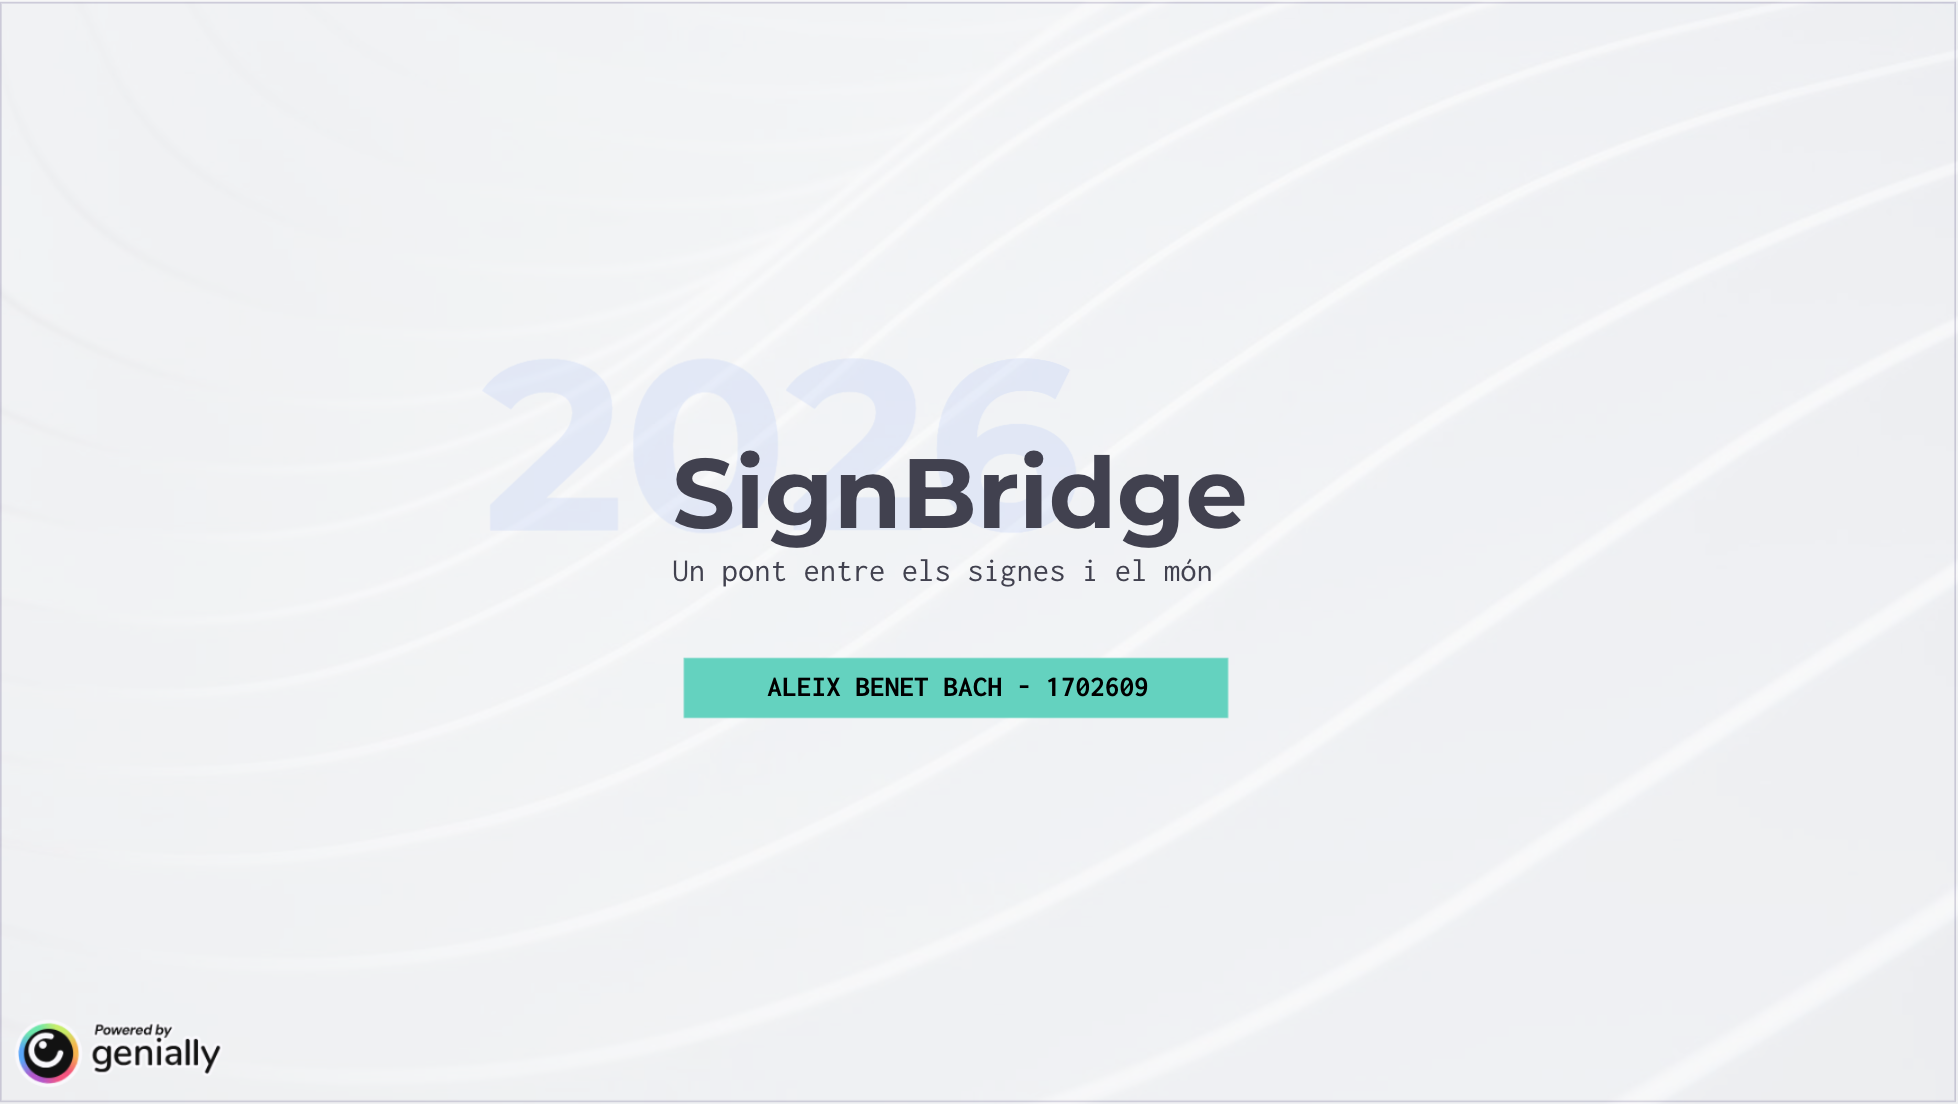 2026
SignBridge
Un pont entre els signes i el món
ALEIX BENET BACH - 1702609
Powered by
genially